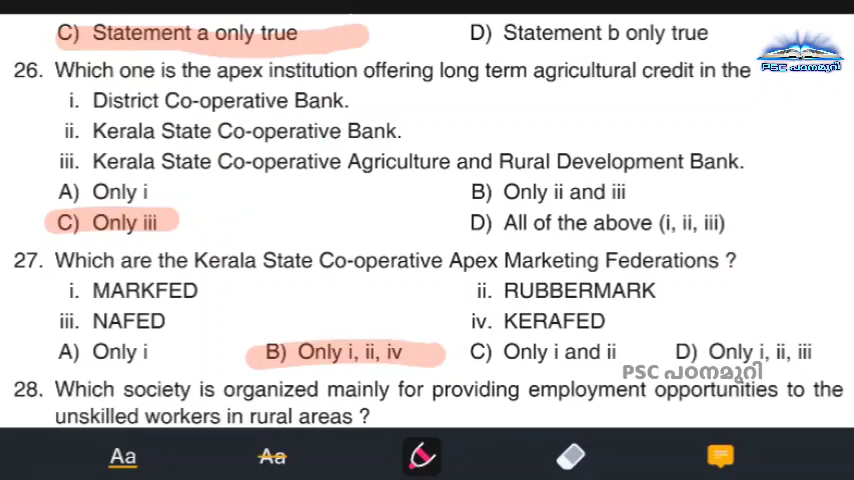 C) Statement a only true D) Statement b only true
26. Which one is the apex institution offering long term agricultural credit in the
i. District Co-operative Bank.
ii. Kerala State Co-operative Bank.
iii. Kerala State Co-operative Agriculture and Rural Development Bank.
A) Only i B) Only ii and iii
C) Only iii D) All of the above (i, ii, iii)
27. Which are the Kerala State Co-operative Apex Marketing Federations ?
i. MARKFED ii. RUBBERMARK
iii. NAFED iv. KERAFED
A) Only i B) Only i, ii, iv C) Only i and ii D) Only i, ii, iii
PSC പഠനമുറി
28. Which society is organized mainly for providing employment opportunities to the
unskilled workers in rural areas ?
Aa Aa
PSC പഠനമുറി